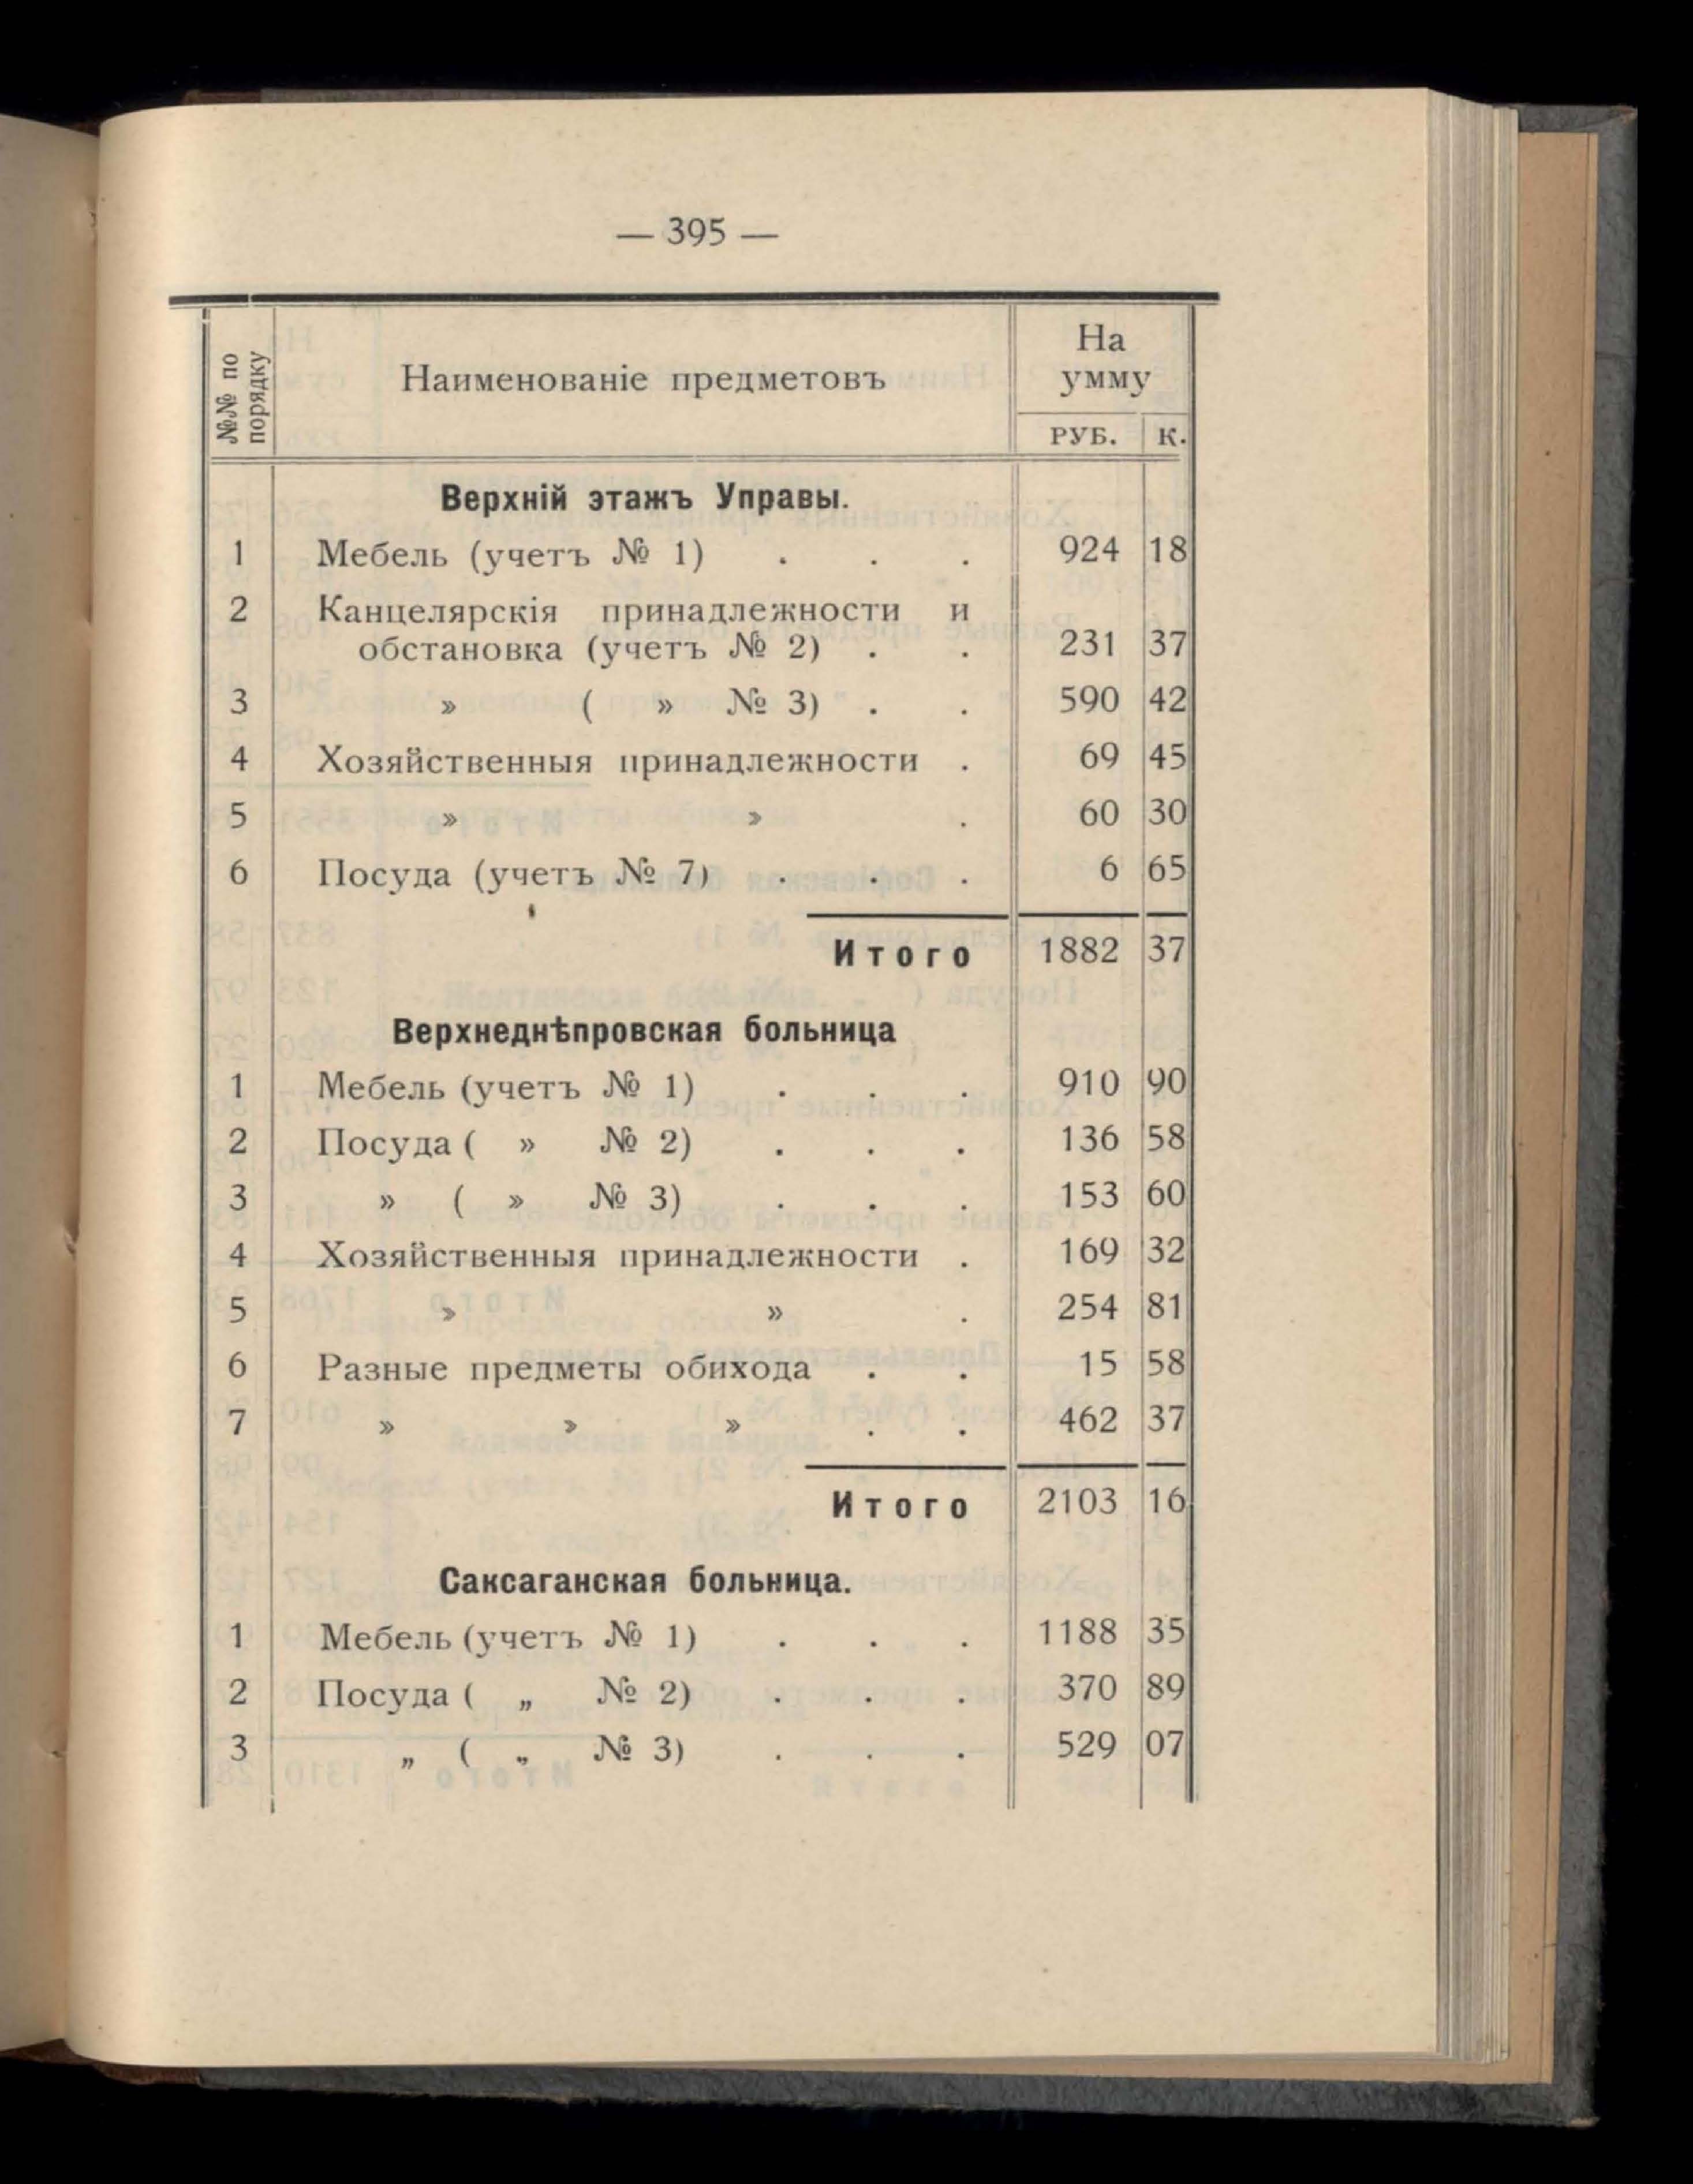 — 395 —
№№ по порядку
Наименованіе предметовъ
На
умму
РУБ. К.
Верхній этажъ Управы.
1 Мебель (учетъ № 1) . . . 924 18
2 Канцелярскія принадлежности и
обстановка (учетъ № 2) . . 231 37
3 » ( » № 3) . . 590 42
4 Хозяйственныя принадлежности . 69 45
5 » » . 60 30
6 Посуда (учетъ № 7) . . . 6 65
Итого 1882 37
Верхнеднѣпровская больница
1 Мебель (учетъ № 1) . . . 910 90
2 Посуда ( » № 2) . . . 136 58
3 » ( » № 3) . . . 153 60
4 Хозяйственныя принадлежности . 169 32
5 » » . 254 81
6 Разные предметы обихода . . 15 58
7 » » » . . 462 37
Итого 2103 16
Саксаганская больница.
1 Мебель (учетъ № 1) . . . 1188 35
2 Посуда ( „ № 2) . . . 370 89
3 „ ( „ № 3) . . . 529 07